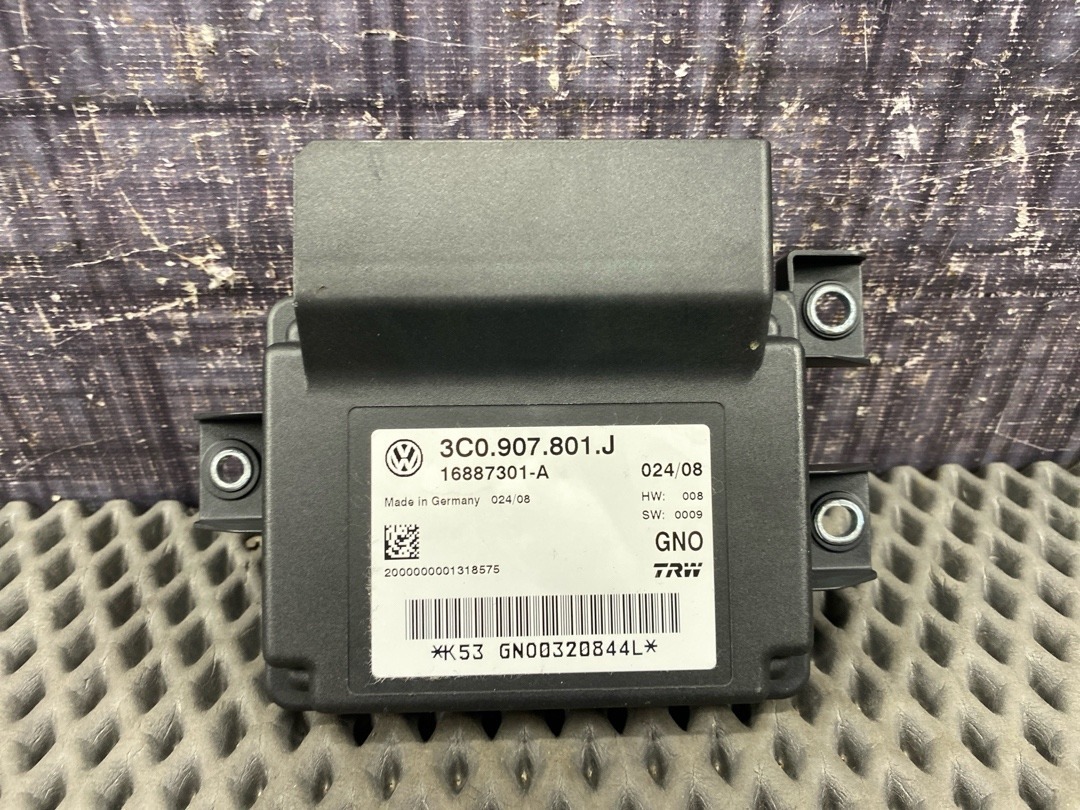 3C0.907.801.J
16887301-A 024/08
Made in Germany 024/08 HW: 008
SW: 0009
GNO
2000000001318575 TRW
*K53 GNO0320844L*